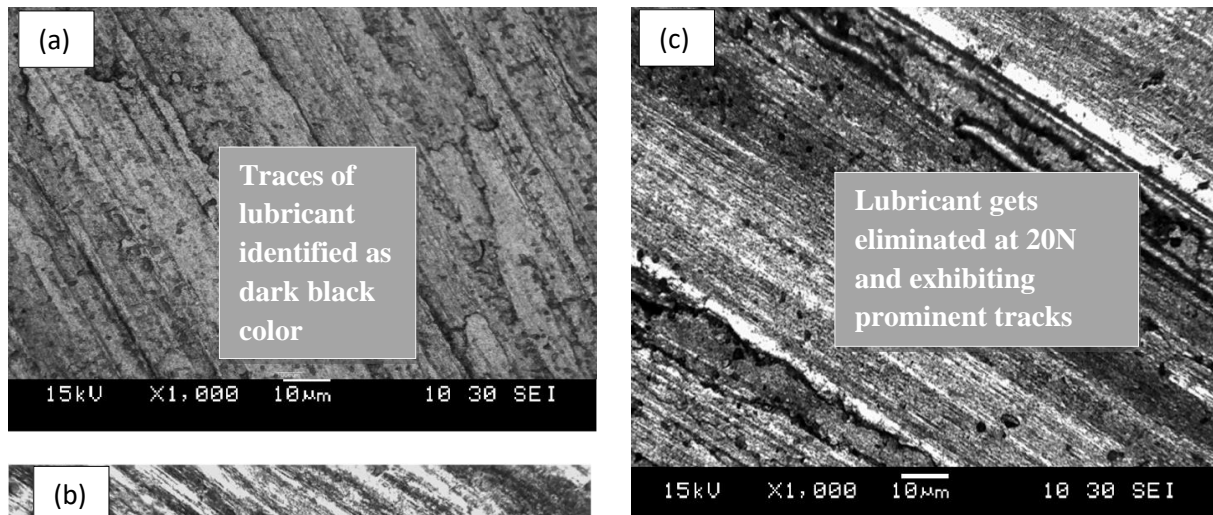 (a)
Traces of
lubricant
identified as
dark black
color
15kV X1,000 10μm 10 30 SEI
(b)
(c)
Lubricant gets
eliminated at 20N
and exhibiting
prominent tracks
15kV X1,000 10μm 10 30 SEI